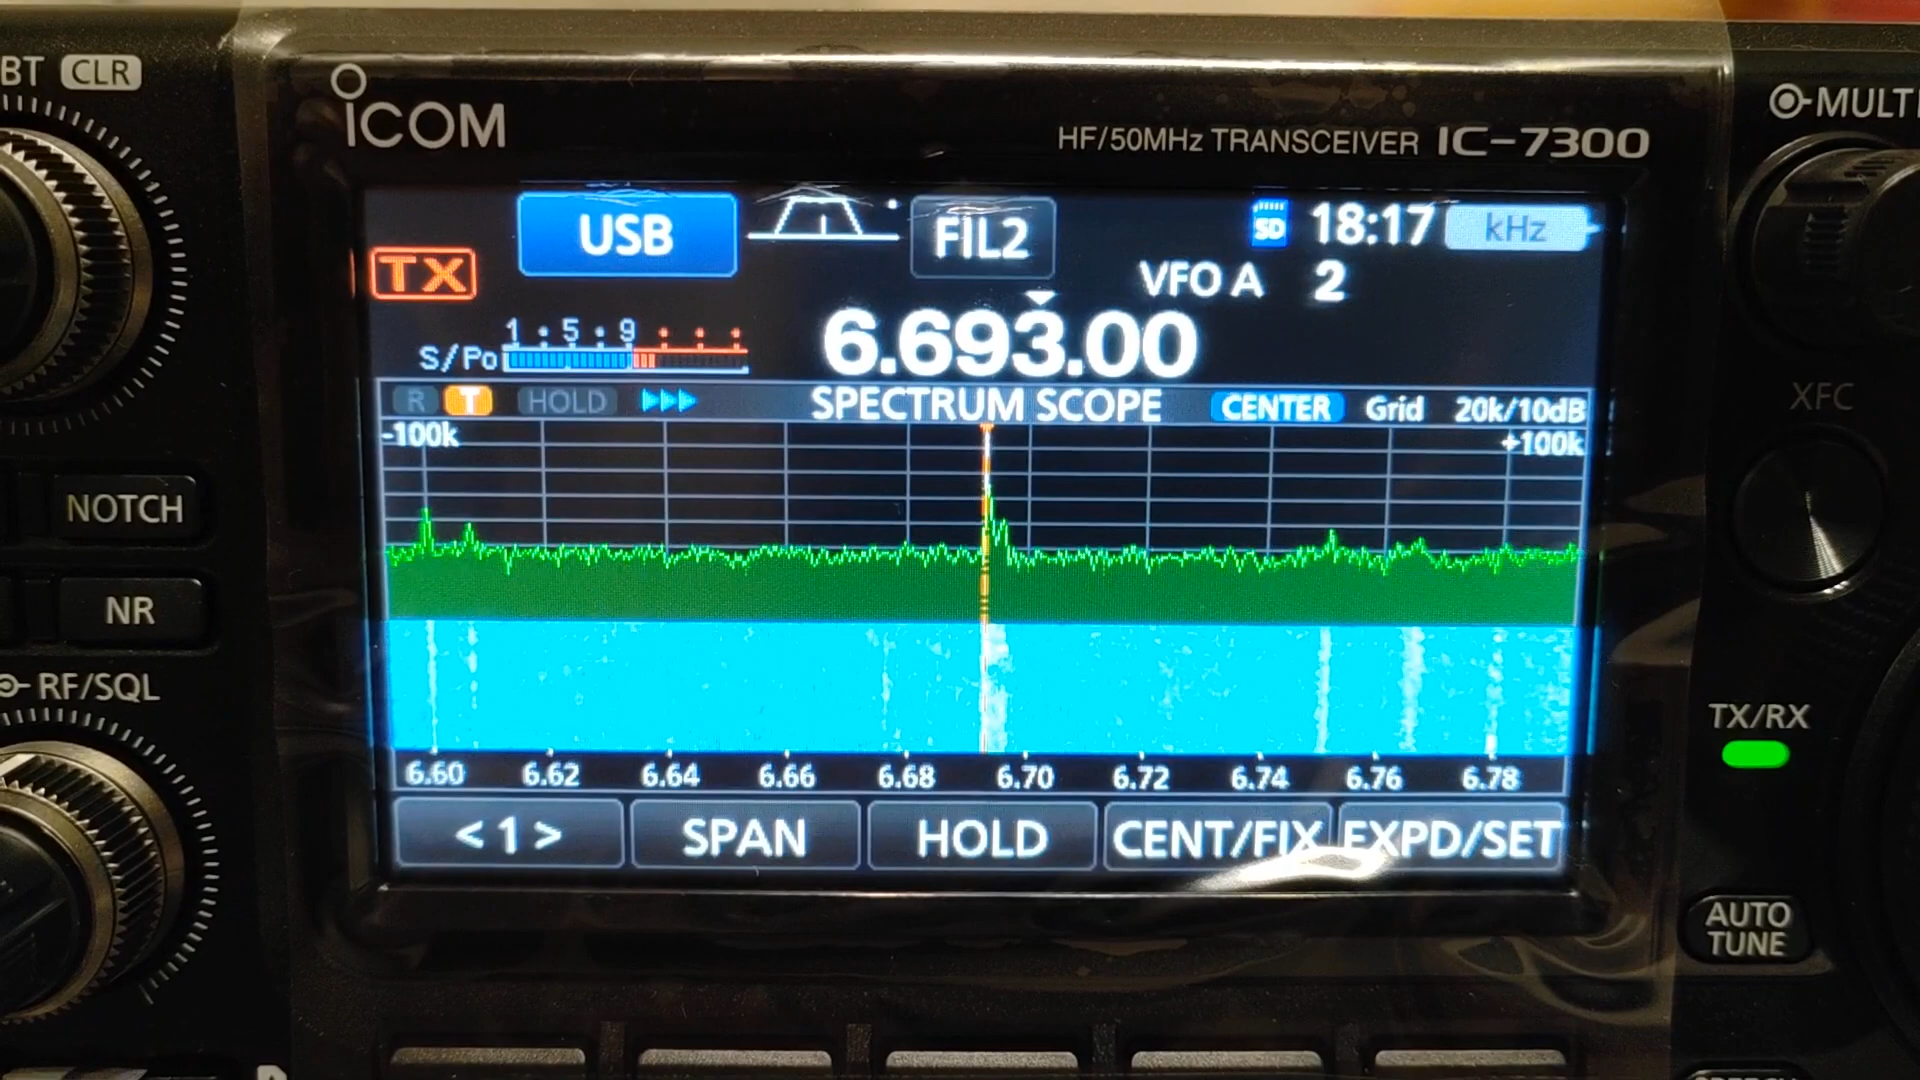 BT CLR
ICOM
HF/50MHz TRANSCEIVER IC-7300
MULTI
USB
FIL2
SD 18:17 kHz
TX
VFO A 2
1 • 5 • 9
S/Po
6.693.00
R T HOLD
SPECTRUM SCOPE
CENTER Grid 20k/10dB
-100k
+100k
XFC
NOTCH
NR
RF/SQL
TX/RX
6.60 6.62 6.64 6.66 6.68 6.70 6.72 6.74 6.76 6.78
< 1 > SPAN HOLD CENT/FIX EXPD/SET
AUTO
TUNE